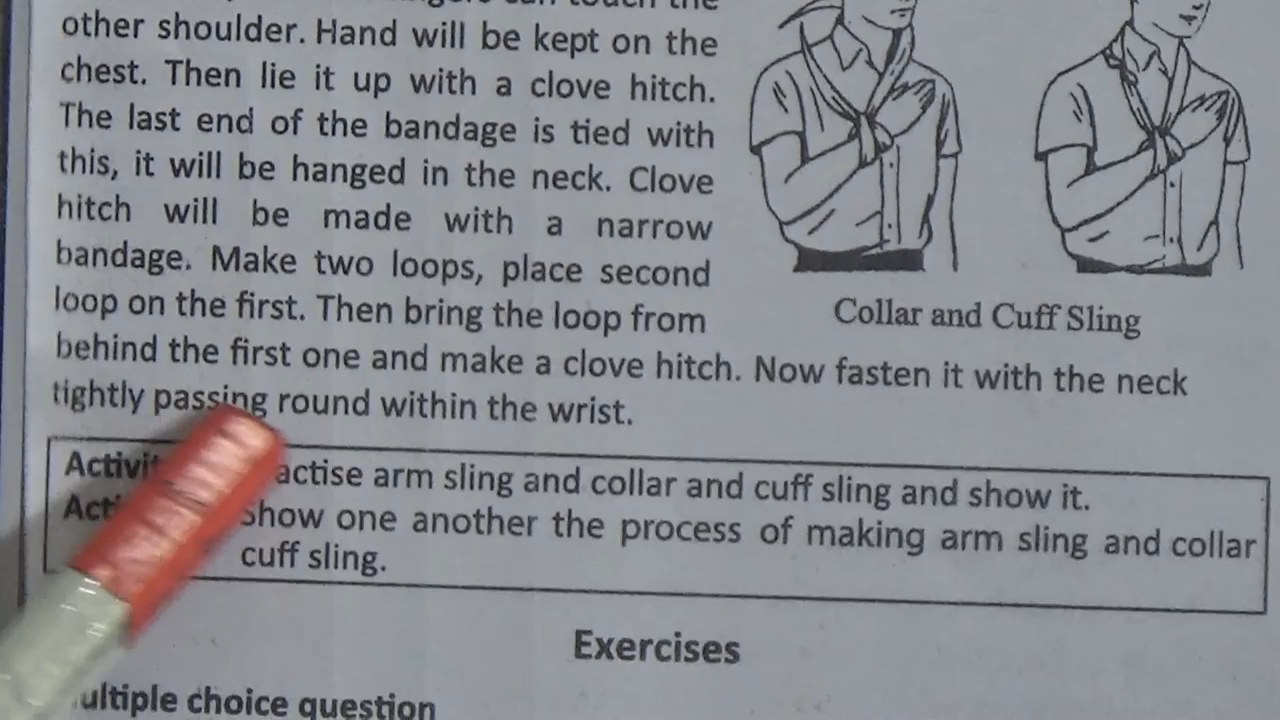 other shoulder. Hand will be kept on the
chest. Then lie it up with a clove hitch.
The last end of the bandage is tied with
this, it will be hanged in the neck. Clove
hitch will be made with a narrow
bandage. Make two loops, place second
loop on the first. Then bring the loop from
behind the first one and make a clove hitch. Now fasten it with the neck
tightly passing round within the wrist.
Collar and Cuff Sling
actise arm sling and collar and cuff sling and show it.
show one another the process of making arm sling and collar
cuff sling.
Exercises
ultiple choice question